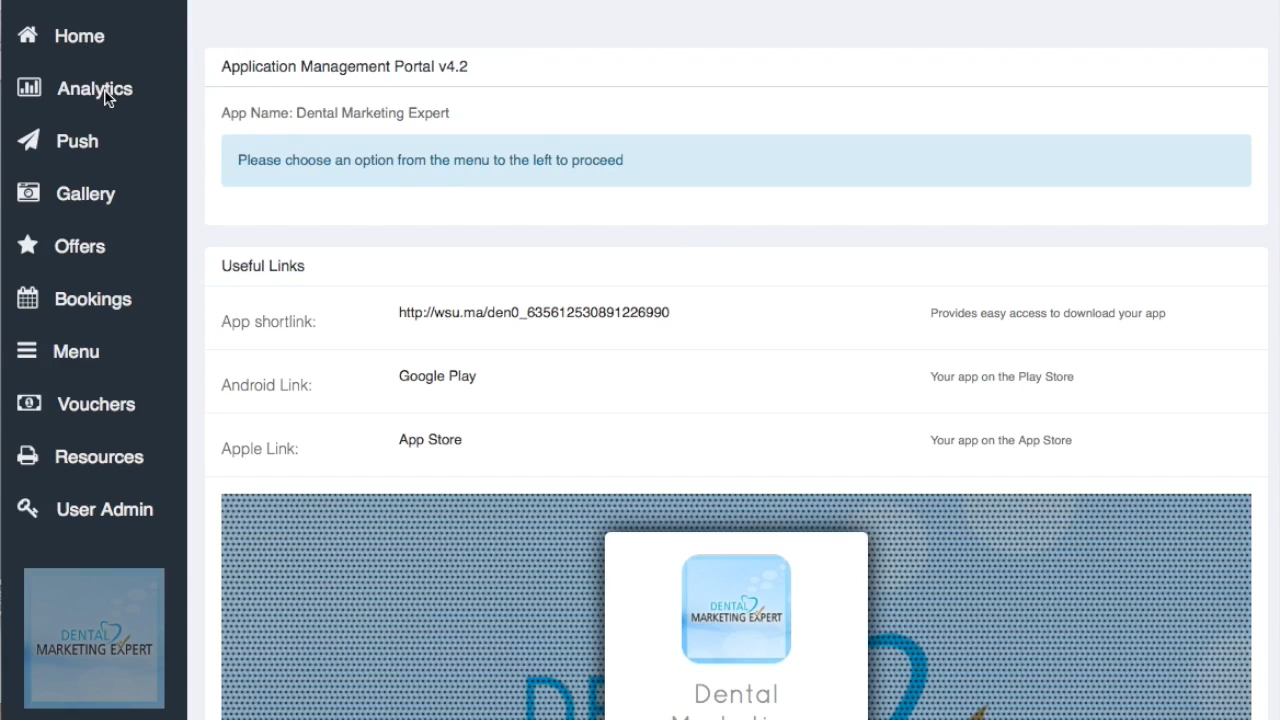 Home
Analytics
Push
Gallery
Offers
Bookings
Menu
Vouchers
Resources
User Admin
DENTAL
MARKETING EXPERT
Application Management Portal v4.2
App Name: Dental Marketing Expert
Please choose an option from the menu to the left to proceed
Useful Links
App shortlink: http://wsu.ma/den0_635612530891226990 Provides easy access to download your app
Android Link: Google Play Your app on the Play Store
Apple Link: App Store Your app on the App Store
DENTAL
MARKETING EXPERT
Dental